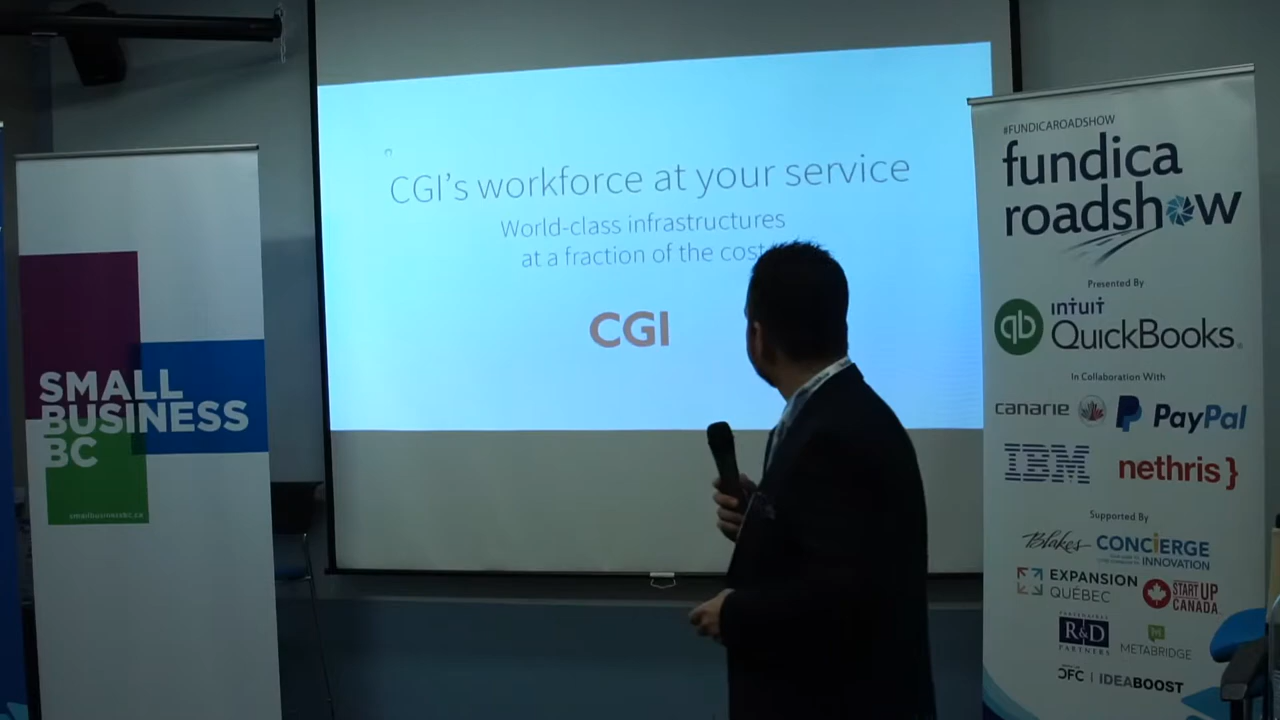 SMALL
BUSINESS
BC
smallbusinessbc.ca
CGI's workforce at your service
World-class infrastructures
at a fraction of the cost
CGI
#FUNDICAROADSHOW
fundica
roadshow
Presented By
qb
intuit
QuickBooks.
In Collaboration With
canarie
PayPal
IBM
nethris}
Supported By
Blakes
CONCIERGE
INNOVATION
EXPANSION
QUÉBEC
START UP
CANADA
R&D
PARTNERS
METABRIDGE
CFC | IDEABOOST